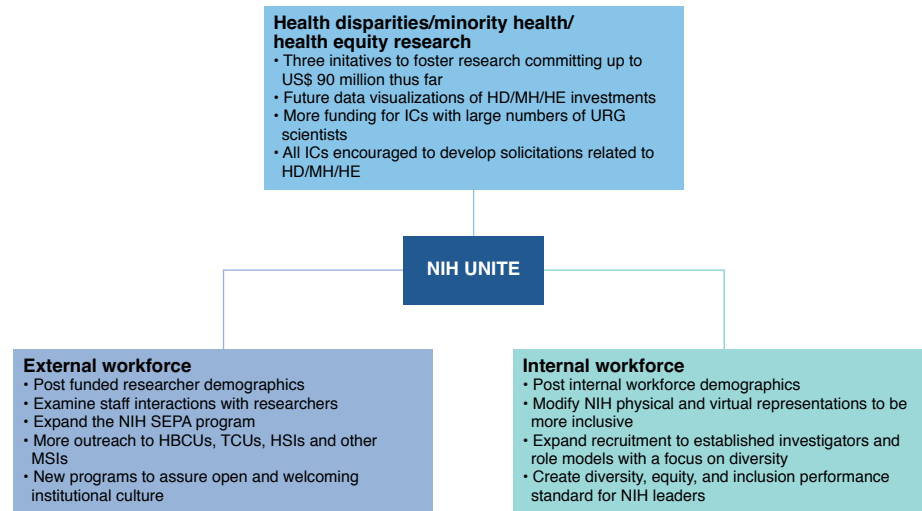 Health disparities/minority health/
health equity research
• Three initatives to foster research committing up to
US$ 90 million thus far
• Future data visualizations of HD/MH/HE investments
• More funding for ICs with large numbers of URG
scientists
• All ICs encouraged to develop solicitations related to
HD/MH/HE
NIH UNITE
External workforce
• Post funded researcher demographics
• Examine staff interactions with researchers
• Expand the NIH SEPA program
• More outreach to HBCUs, TCUs, HSIs and other
MSIs
• New programs to assure open and welcoming
institutional culture
Internal workforce
• Post internal workforce demographics
• Modify NIH physical and virtual representations to be
more inclusive
• Expand recruitment to established investigators and
role models with a focus on diversity
• Create diversity, equity, and inclusion performance
standard for NIH leaders